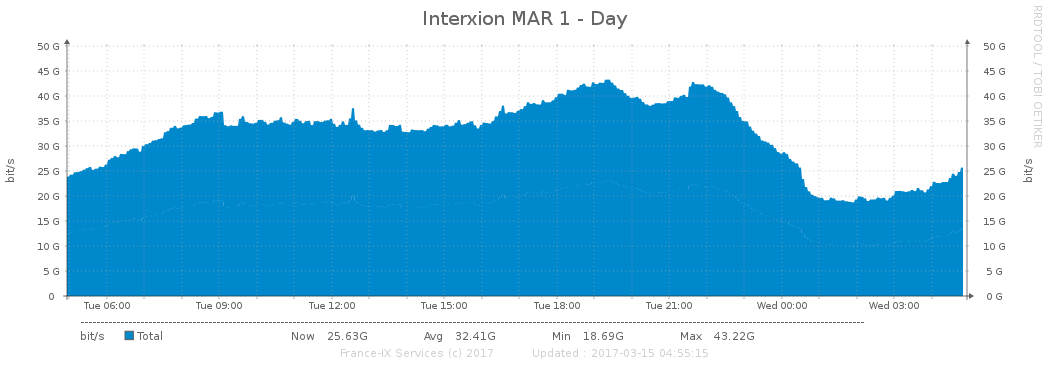 Interxion MAR 1 - Day
RRDTOOL / TOBI OETIKER
50 G 50 G
45 G 45 G
40 G 40 G
35 G 35 G
30 G 30 G
bit/s bit/s
25 G 25 G
20 G 20 G
15 G 15 G
10 G 10 G
5 G 5 G
0 0 G
Tue 06:00 Tue 09:00 Tue 12:00 Tue 15:00 Tue 18:00 Tue 21:00 Wed 00:00 Wed 03:00
bit/s Total Now 25.63G Avg 32.41G Min 18.69G Max 43.22G
France-IX Services (c) 2017 Updated : 2017-03-15 04:55:15